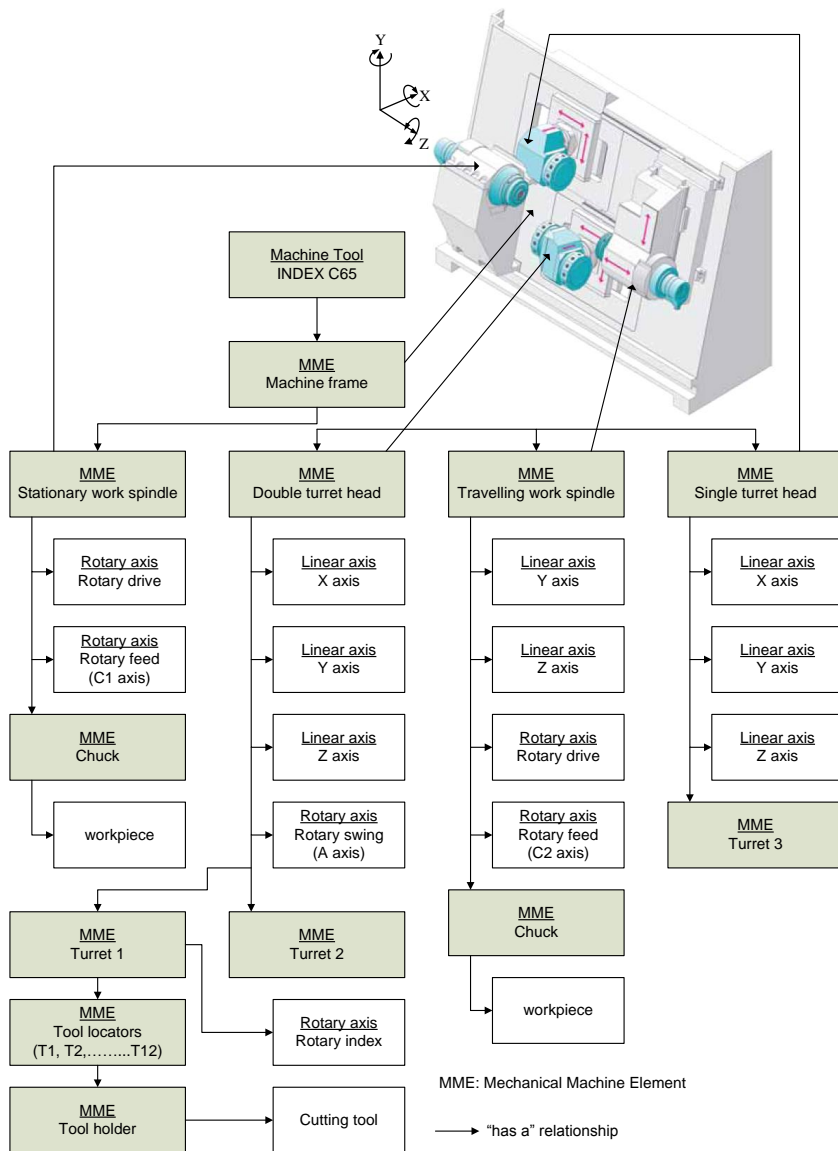 Y
X
Z
Machine Tool
INDEX C65
MME
Machine frame
MME
Stationary work spindle
MME
Double turret head
MME
Travelling work spindle
MME
Single turret head
Rotary axis
Rotary drive
Linear axis
X axis
Linear axis
Y axis
Linear axis
X axis
Rotary axis
Rotary feed
(C1 axis)
Linear axis
Y axis
Linear axis
Z axis
Linear axis
Y axis
MME
Chuck
Linear axis
Z axis
Rotary axis
Rotary drive
Linear axis
Z axis
workpiece
Rotary axis
Rotary swing
(A axis)
Rotary axis
Rotary feed
(C2 axis)
MME
Turret 3
MME
Turret 1
MME
Turret 2
MME
Chuck
MME
Tool locators
(T1, T2,……...T12)
Rotary axis
Rotary index
workpiece
MME
Tool holder
Cutting tool
MME: Mechanical Machine Element
“has a” relationship